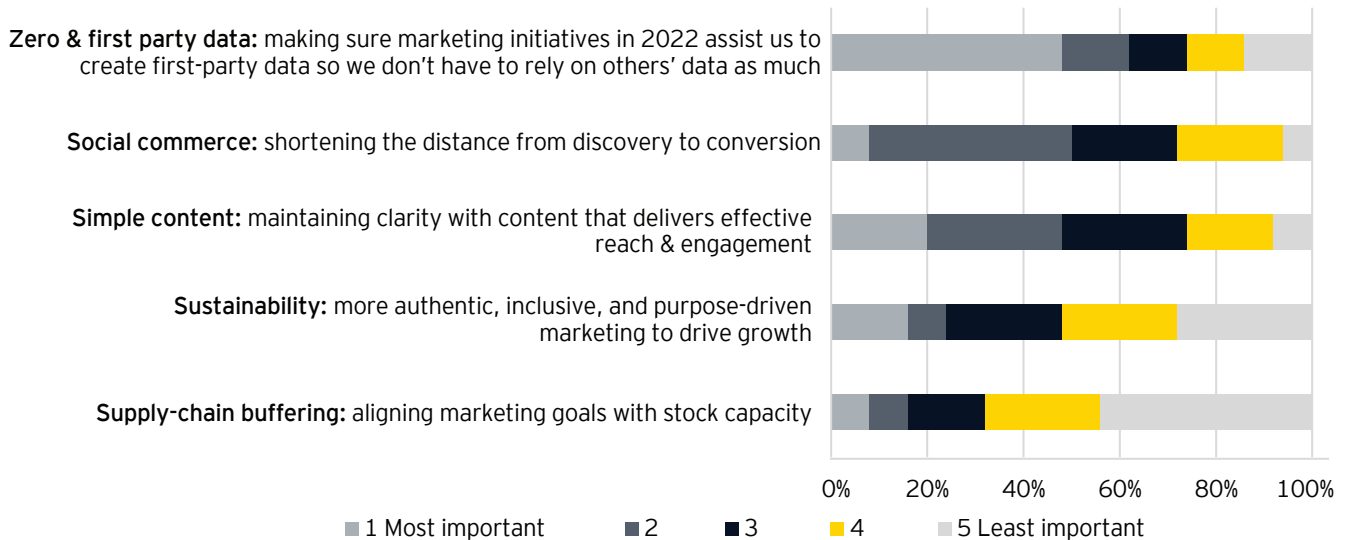 Zero & first party data: making sure marketing initiatives in 2022 assist us to
create first-party data so we don't have to rely on others' data as much
Social commerce: shortening the distance from discovery to conversion
Simple content: maintaining clarity with content that delivers effective
reach & engagement
Sustainability: more authentic, inclusive, and purpose-driven
marketing to drive growth
Supply-chain buffering: aligning marketing goals with stock capacity
0% 20% 40% 60% 80% 100%
1 Most important 2 3 4 5 Least important